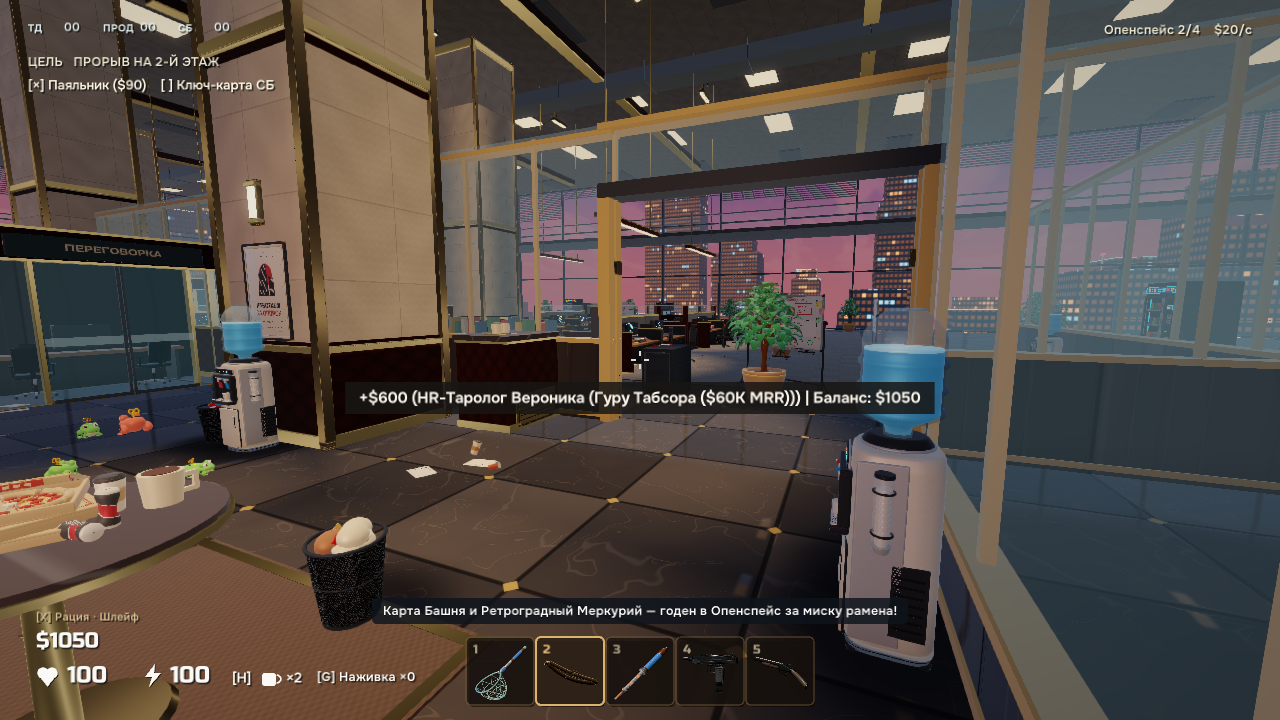 ТД 00 ПРОД 00 СБ 00
Опенспейс 2/4 $20/с
ЦЕЛЬ ПРОРЫВ НА 2-Й ЭТАЖ
[×] Паяльник ($90) [ ] Ключ-карта СБ
ПЕРЕГОВОРКА
+$600 (HR-Таролог Вероника (Гуру Табсора ($60K MRR))) | Баланс: $1050
Карта Башня и Ретроградный Меркурий — годен в Опенспейс за миску рамена!
[X] Рация · Шлейф
$1050
100 100 [H] ×2 [G] Наживка ×0
1 2 3 4 5